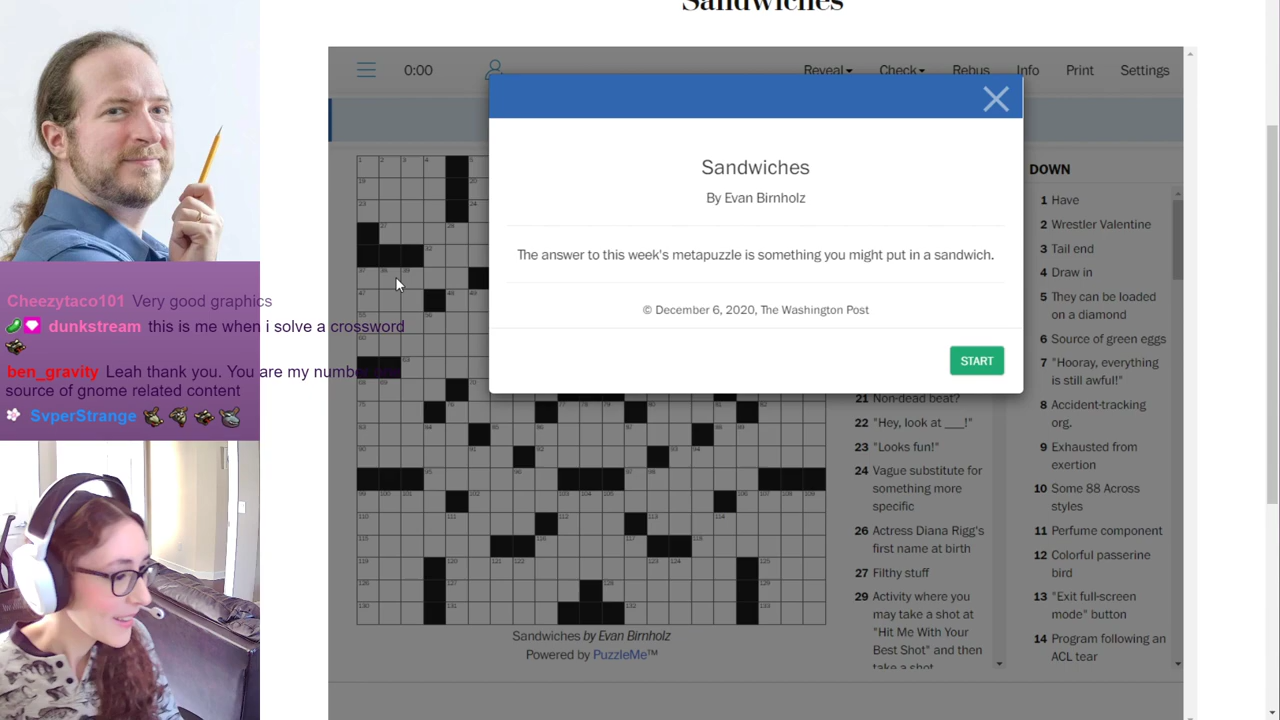 Sandwiches
0:00
Reveal
Check
Rebus
Info
Print
Settings
Sandwiches
By Evan Birnholz
The answer to this week's metapuzzle is something you might put in a sandwich.
© December 6, 2020, The Washington Post
START
Cheezytaco101 Very good graphics
dunkstream this is me when i solve a crossword
ben_gravity Leah thank you. You are my number
source of gnome related content
SvperStrange
21 Non-dead beat?
22 "Hey, look at ___!"
23 "Looks fun!"
24 Vague substitute for
something more
specific
26 Actress Diana Rigg's
first name at birth
27 Filthy stuff
29 Activity where you
may take a shot at
"Hit Me With Your
Best Shot" and then
take a shot
DOWN
1 Have
2 Wrestler Valentine
3 Tail end
4 Draw in
5 They can be loaded
on a diamond
6 Source of green eggs
7 "Hooray, everything
is still awful!"
8 Accident-tracking
org.
9 Exhausted from
exertion
10 Some 88 Across
styles
11 Perfume component
12 Colorful passerine
bird
13 "Exit full-screen
mode" button
14 Program following an
ACL tear
Sandwiches by Evan Birnholz
Powered by PuzzleMe™